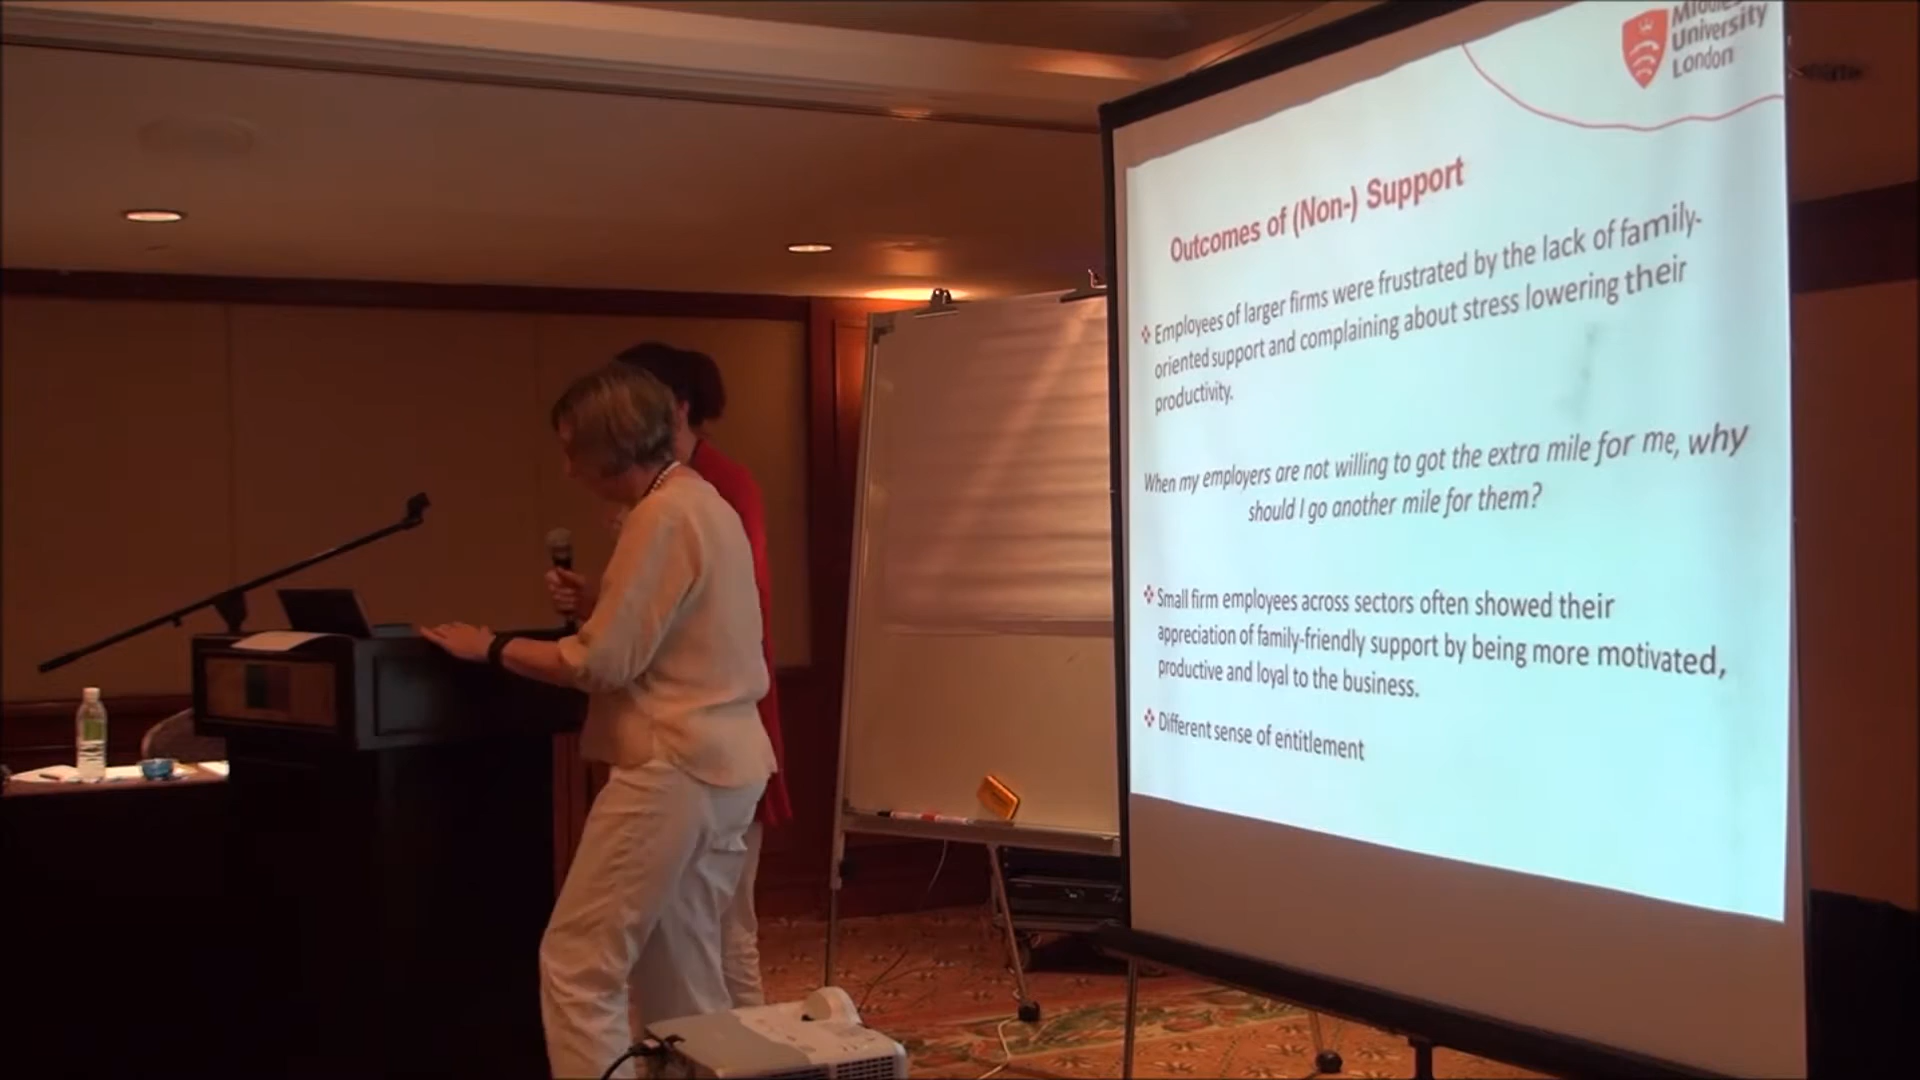 University
London
Outcomes of (Non-) Support
Employees of larger firms were frustrated by the lack of family-
oriented support and complaining about stress lowering their
productivity.
When my employers are not willing to got the extra mile for me, why
should I go another mile for them?
Small firm employees across sectors often showed their
appreciation of family-friendly support by being more motivated,
productive and loyal to the business.
Different sense of entitlement